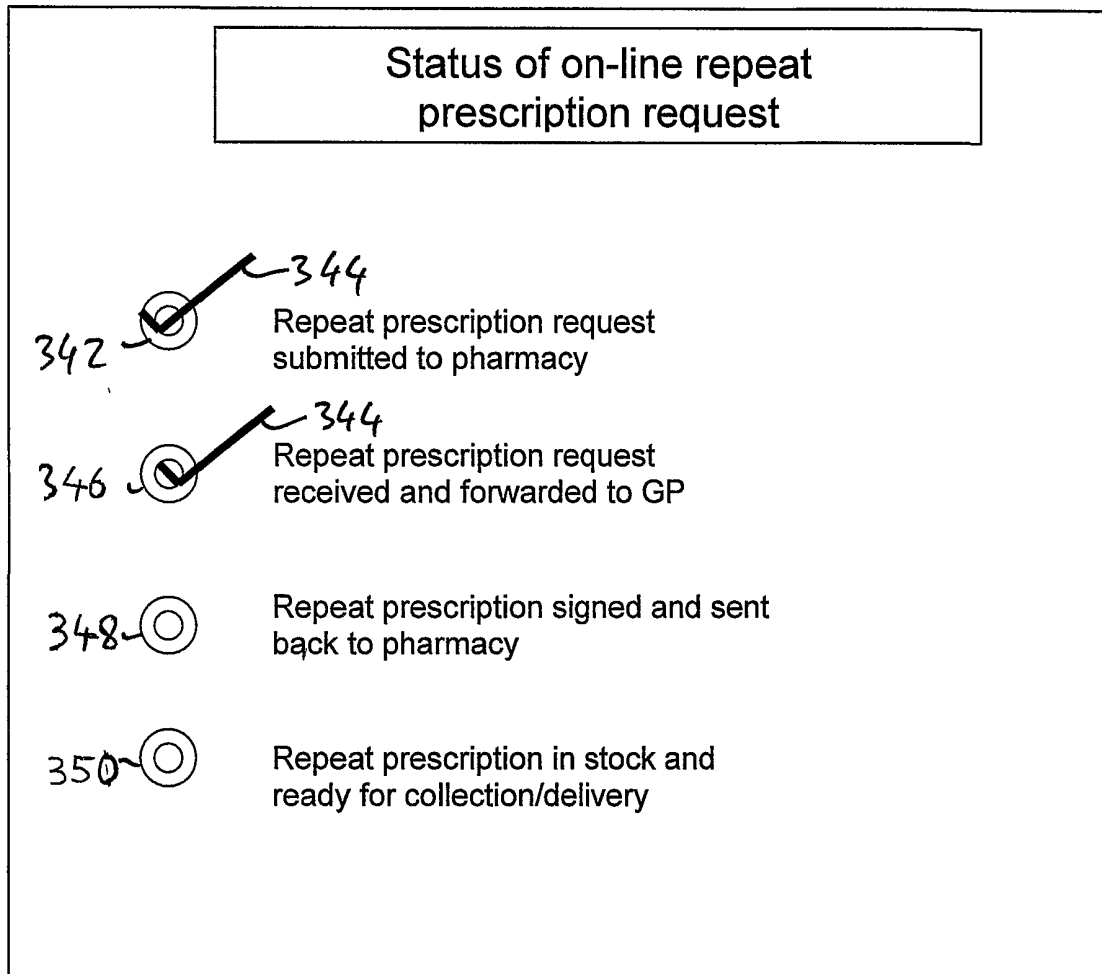 Status of on-line repeat
prescription request
344
342
Repeat prescription request
submitted to pharmacy
344
346
Repeat prescription request
received and forwarded to GP
348
Repeat prescription signed and sent
back to pharmacy
350
Repeat prescription in stock and
ready for collection/delivery